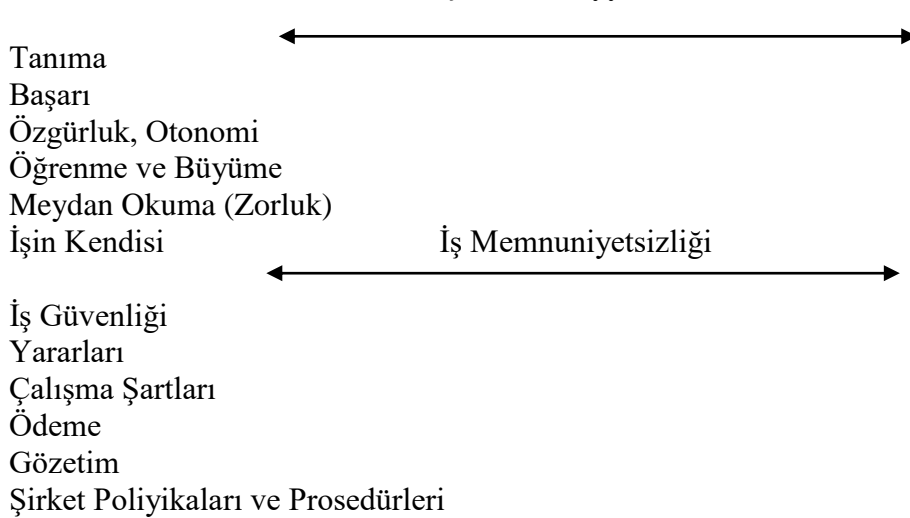 Tanıma
Başarı
Özgürluk, Otonomi
Öğrenme ve Büyüme
Meydan Okuma (Zorluk)
İşin Kendisi İş Memnuniyetsizliği
İş Güvenliği
Yararları
Çalışma Şartları
Ödeme
Gözetim
Şirket Poliyikaları ve Prosedürleri